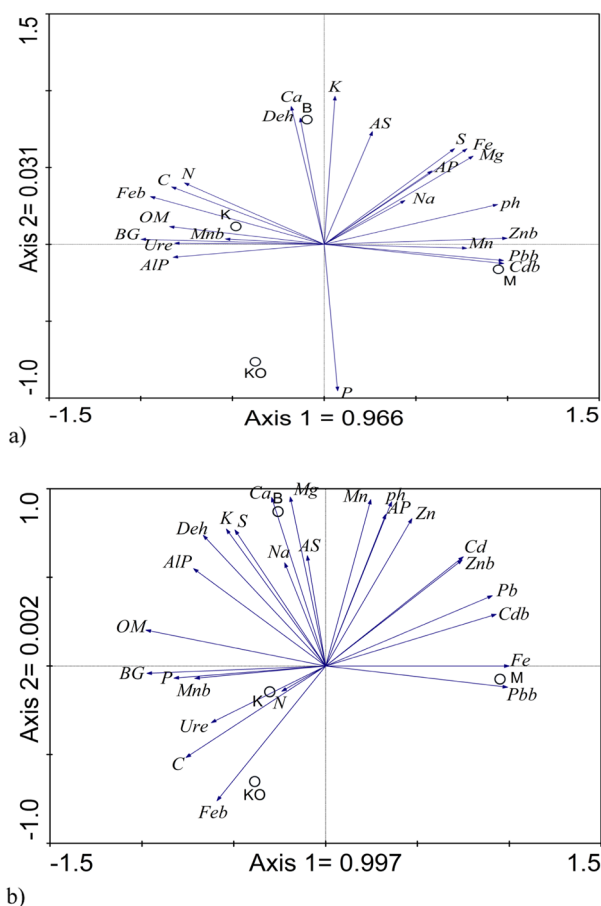 1.5
K
Ca
B
Deh
AS
S
Fe
Mg
AP
Axis 2= 0.031
N
C
Feb
Na
ph
K
OM
BG
Mnb
Znb
Ure
Mn
AlP
Pbb
Cdb
M
KO
P
-1.0
-1.5
Axis 1 = 0.966
1.5
a)
1.0
Ca
B
Mg
Mn
ph
AP
Zn
K
S
Deh
Na
AS
AlP
Cd
Znb
Pb
Cdb
OM
Axis 2= 0.002
Fe
BG
P
Mnb
M
Pbb
K
N
Ure
C
KO
Feb
-1.0
-1.5
Axis 1= 0.997
1.5
b)